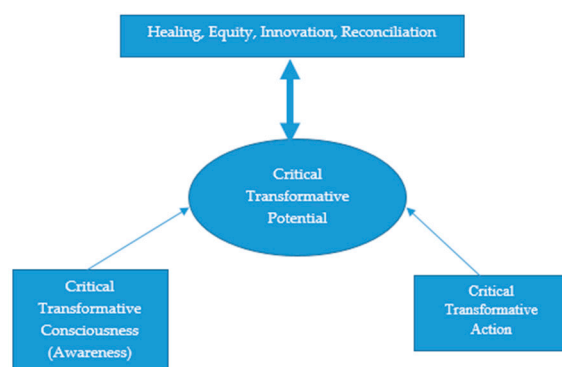 Healing, Equity, Innovation, Reconciliation
Critical
Transformative
Potential
Critical
Transformative
Consciousness
(Awareness)
Critical
Transformative
Action